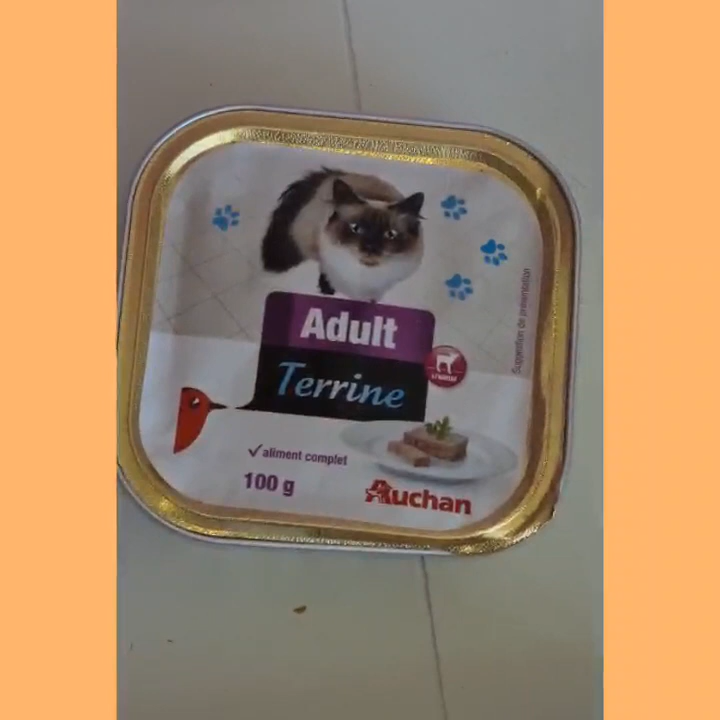 Adult
Terrine
Suggestion de présentation
✓aliment complet
100 g
Auchan